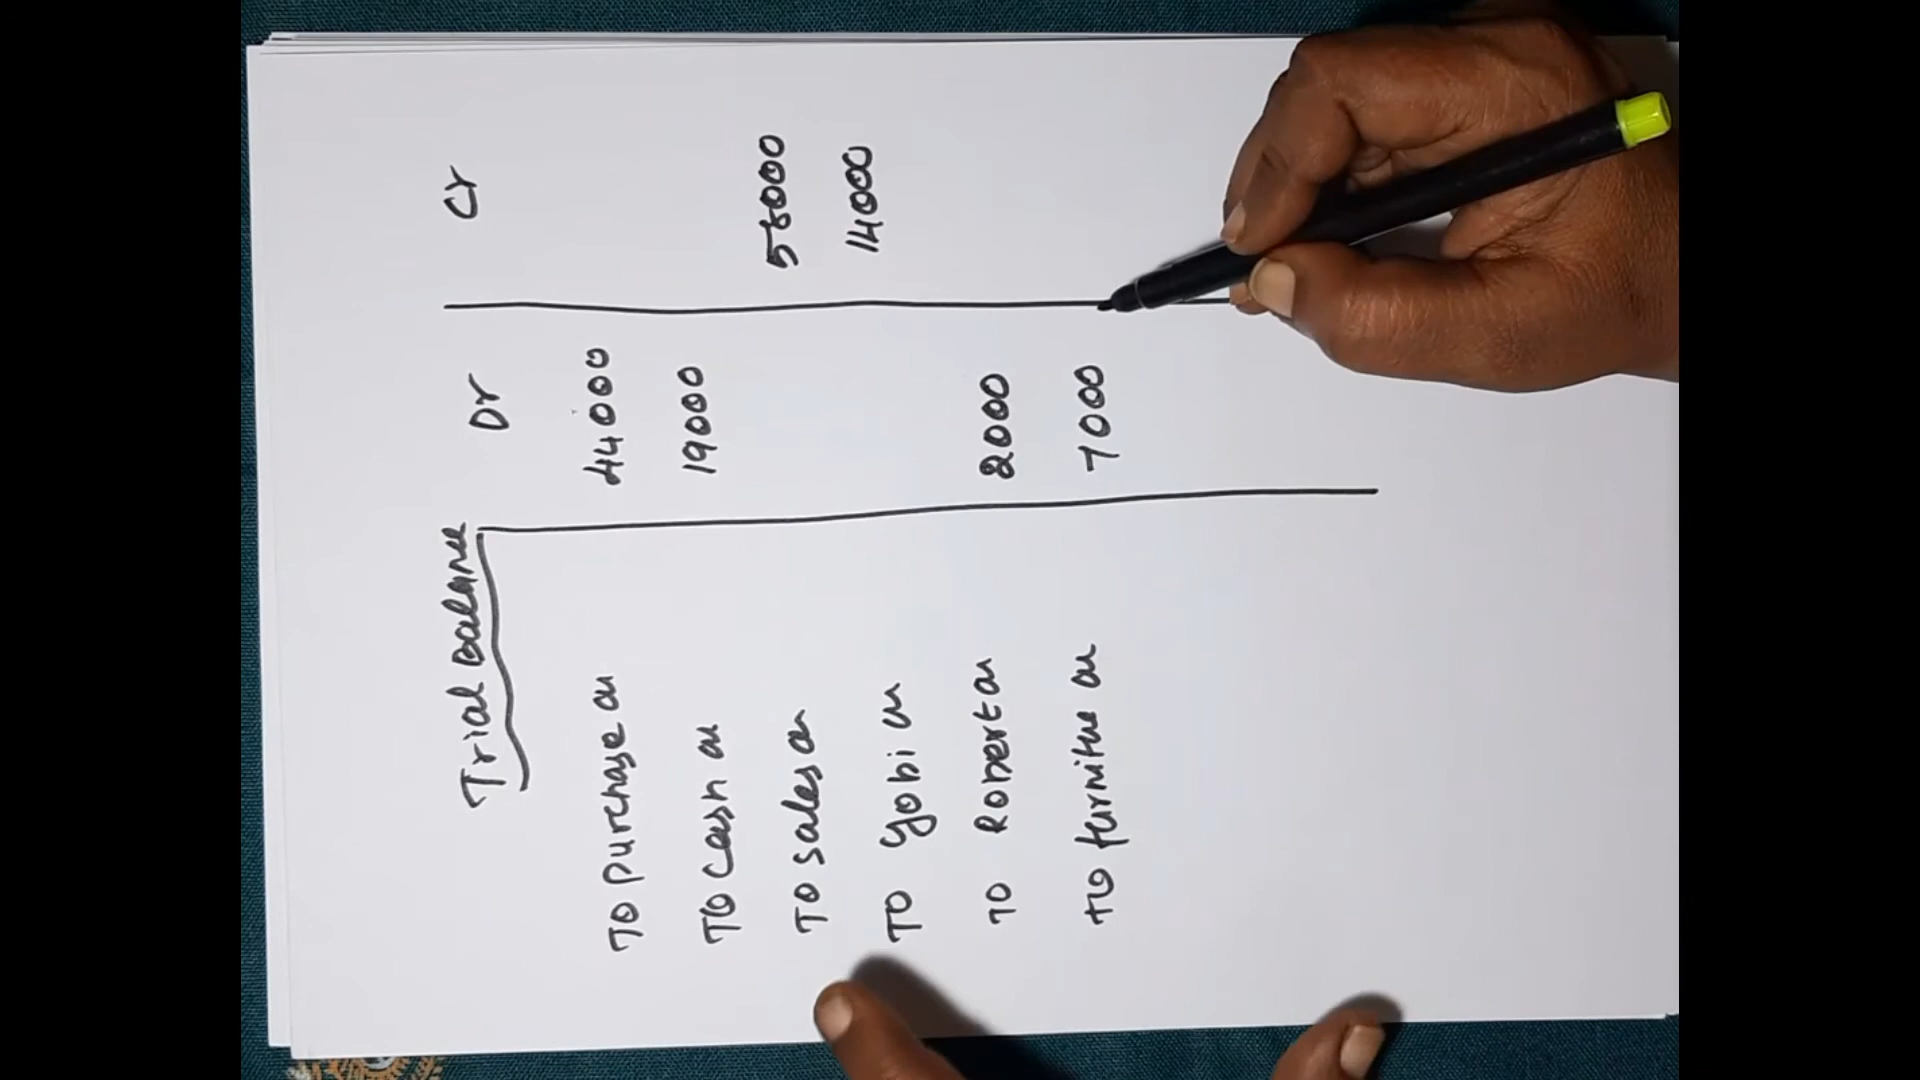 Trial Balance Dr Cr
To purchase a/c 44000
To Cash a/c 19000
To sales a/c 58000
To Gobi a/c 14000
To Robert a/c 2000
to furniture a/c 7000